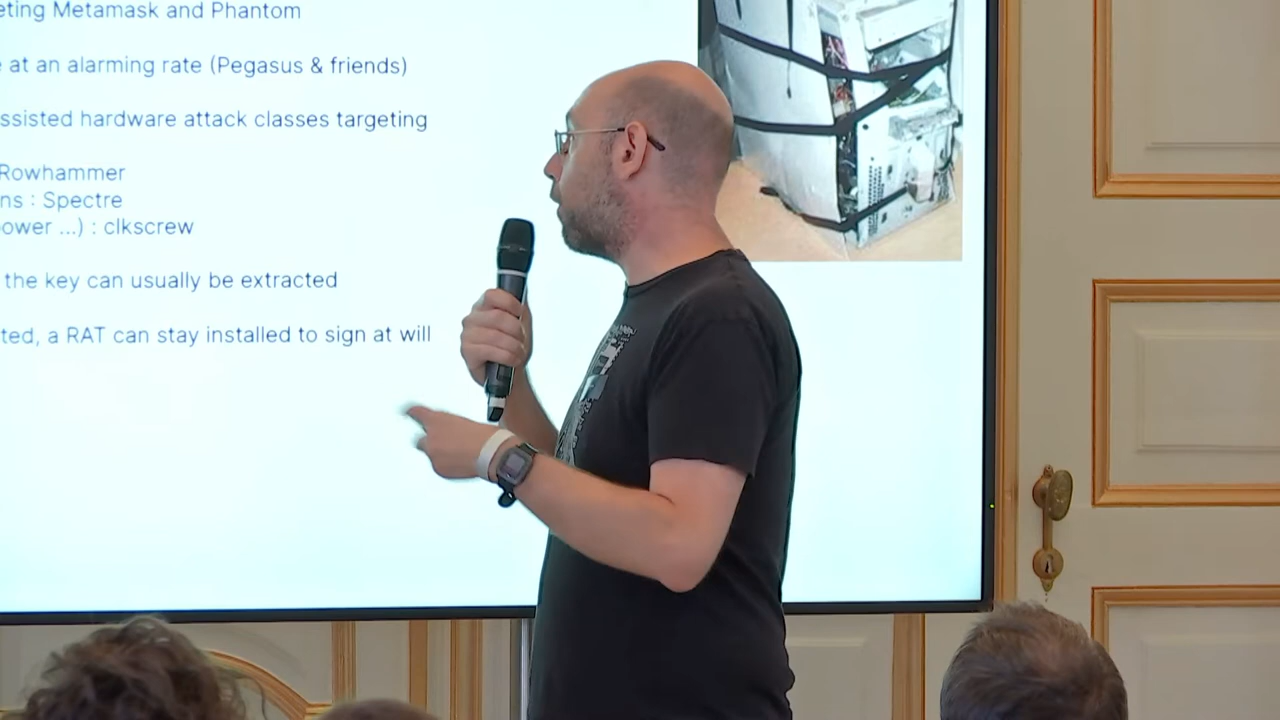 eting Metamask and Phantom
e at an alarming rate (Pegasus & friends)
ssisted hardware attack classes targeting
Rowhammer
ns : Spectre
ower ...) : clkscrew
the key can usually be extracted
ted, a RAT can stay installed to sign at will